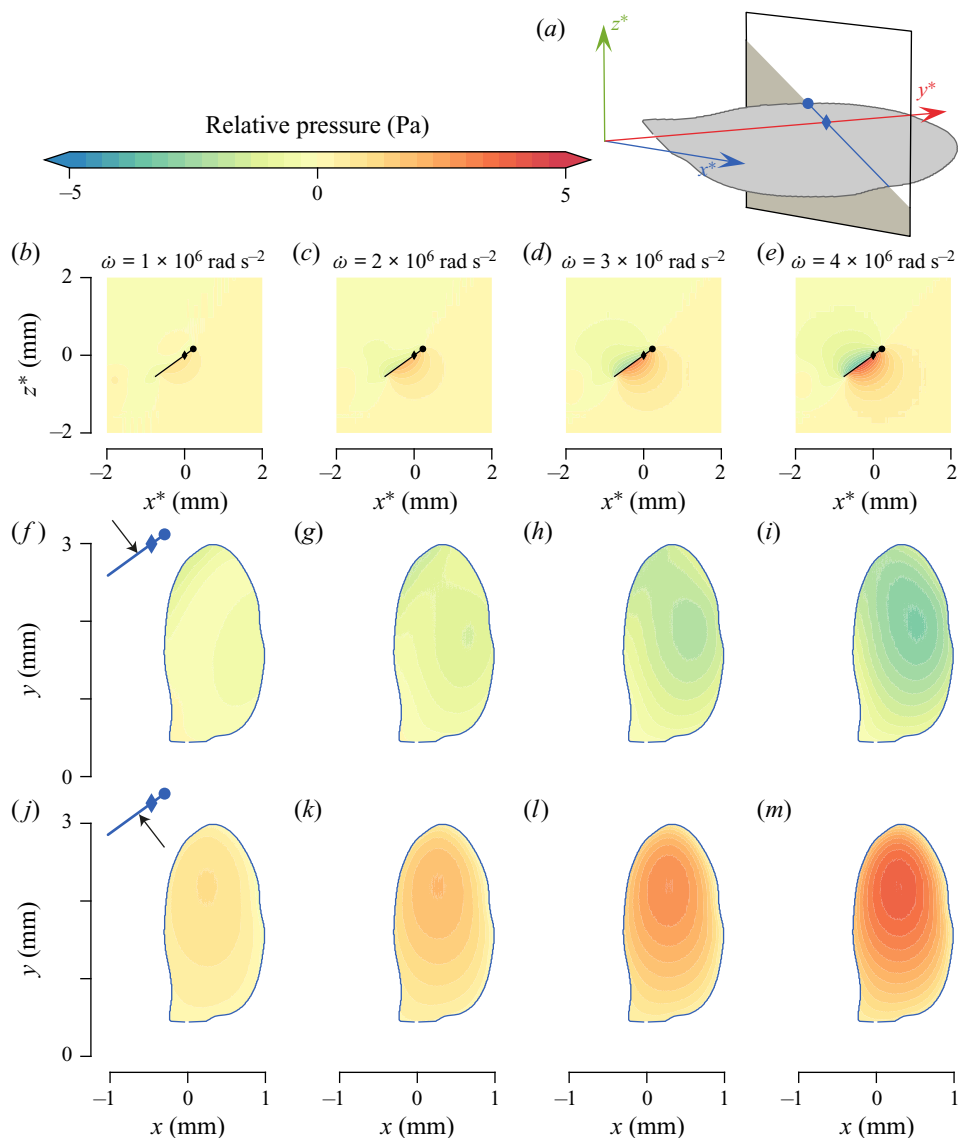 (a)
z*
y*
x*
Relative pressure (Pa)
–5 0 5
(b) (c) (d) (e)
ω̇ = 1 × 10⁶ rad s⁻² ω̇ = 2 × 10⁶ rad s⁻² ω̇ = 3 × 10⁶ rad s⁻² ω̇ = 4 × 10⁶ rad s⁻²
2
0
–2
z* (mm)
–2 0 2 –2 0 2 –2 0 2 –2 0 2
x* (mm) x* (mm) x* (mm) x* (mm)
(f) (g) (h) (i)
3
y (mm)
0
(j) (k) (l) (m)
3
y (mm)
0
–1 0 1 –1 0 1 –1 0 1 –1 0 1
x (mm) x (mm) x (mm) x (mm)